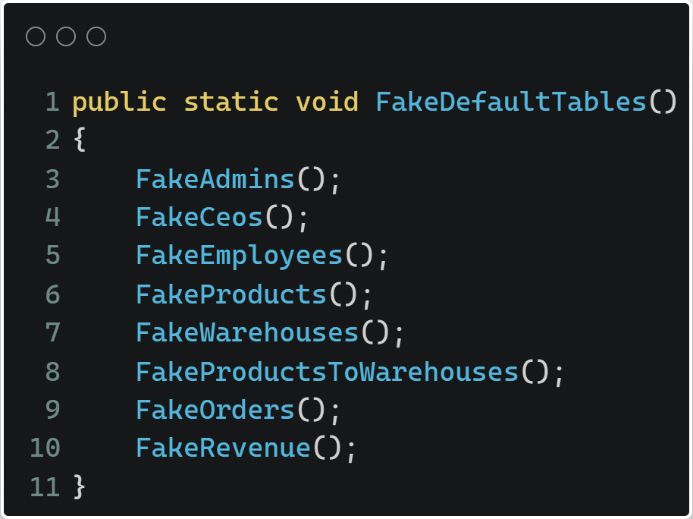 1 public static void FakeDefaultTables()
2 {
3     FakeAdmins();
4     FakeCeos();
5     FakeEmployees();
6     FakeProducts();
7     FakeWarehouses();
8     FakeProductsToWarehouses();
9     FakeOrders();
10     FakeRevenue();
11 }